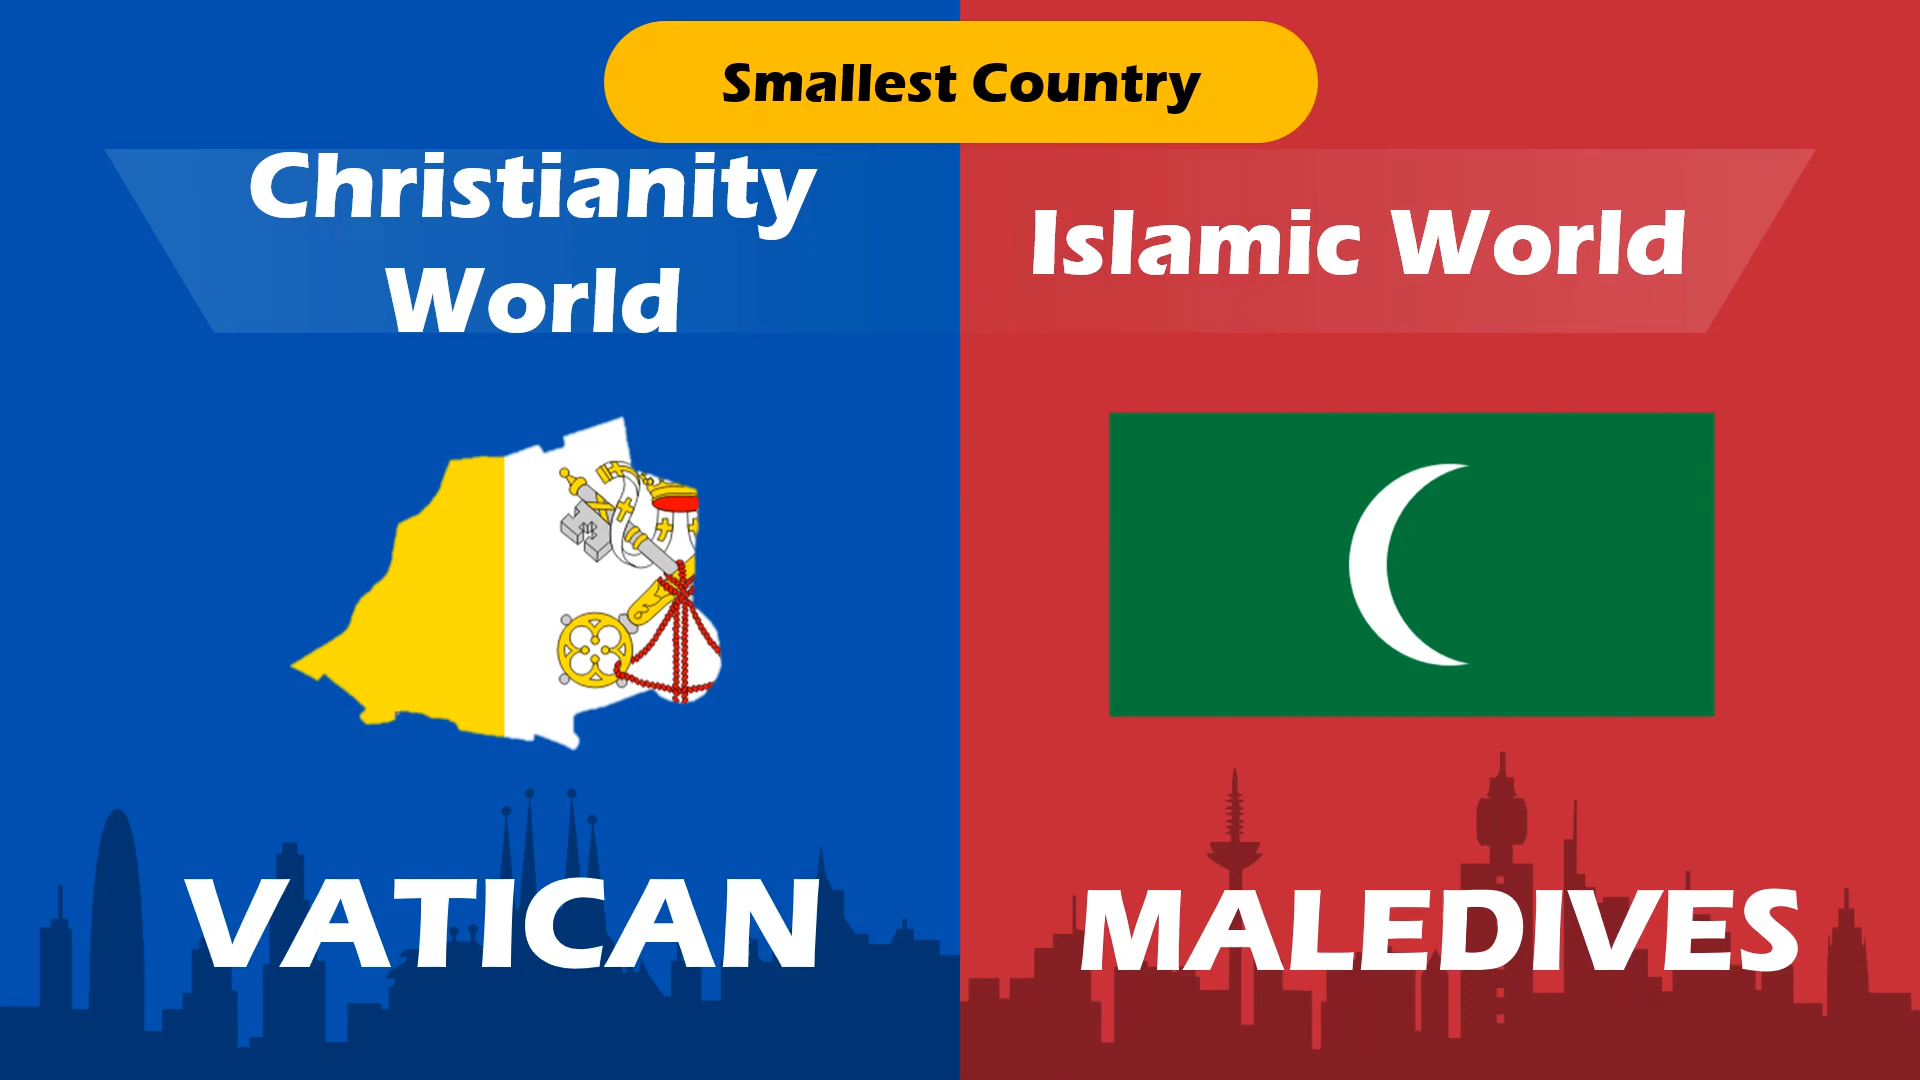 Smallest Country
Christianity
World
Islamic World
VATICAN
MALEDIVES